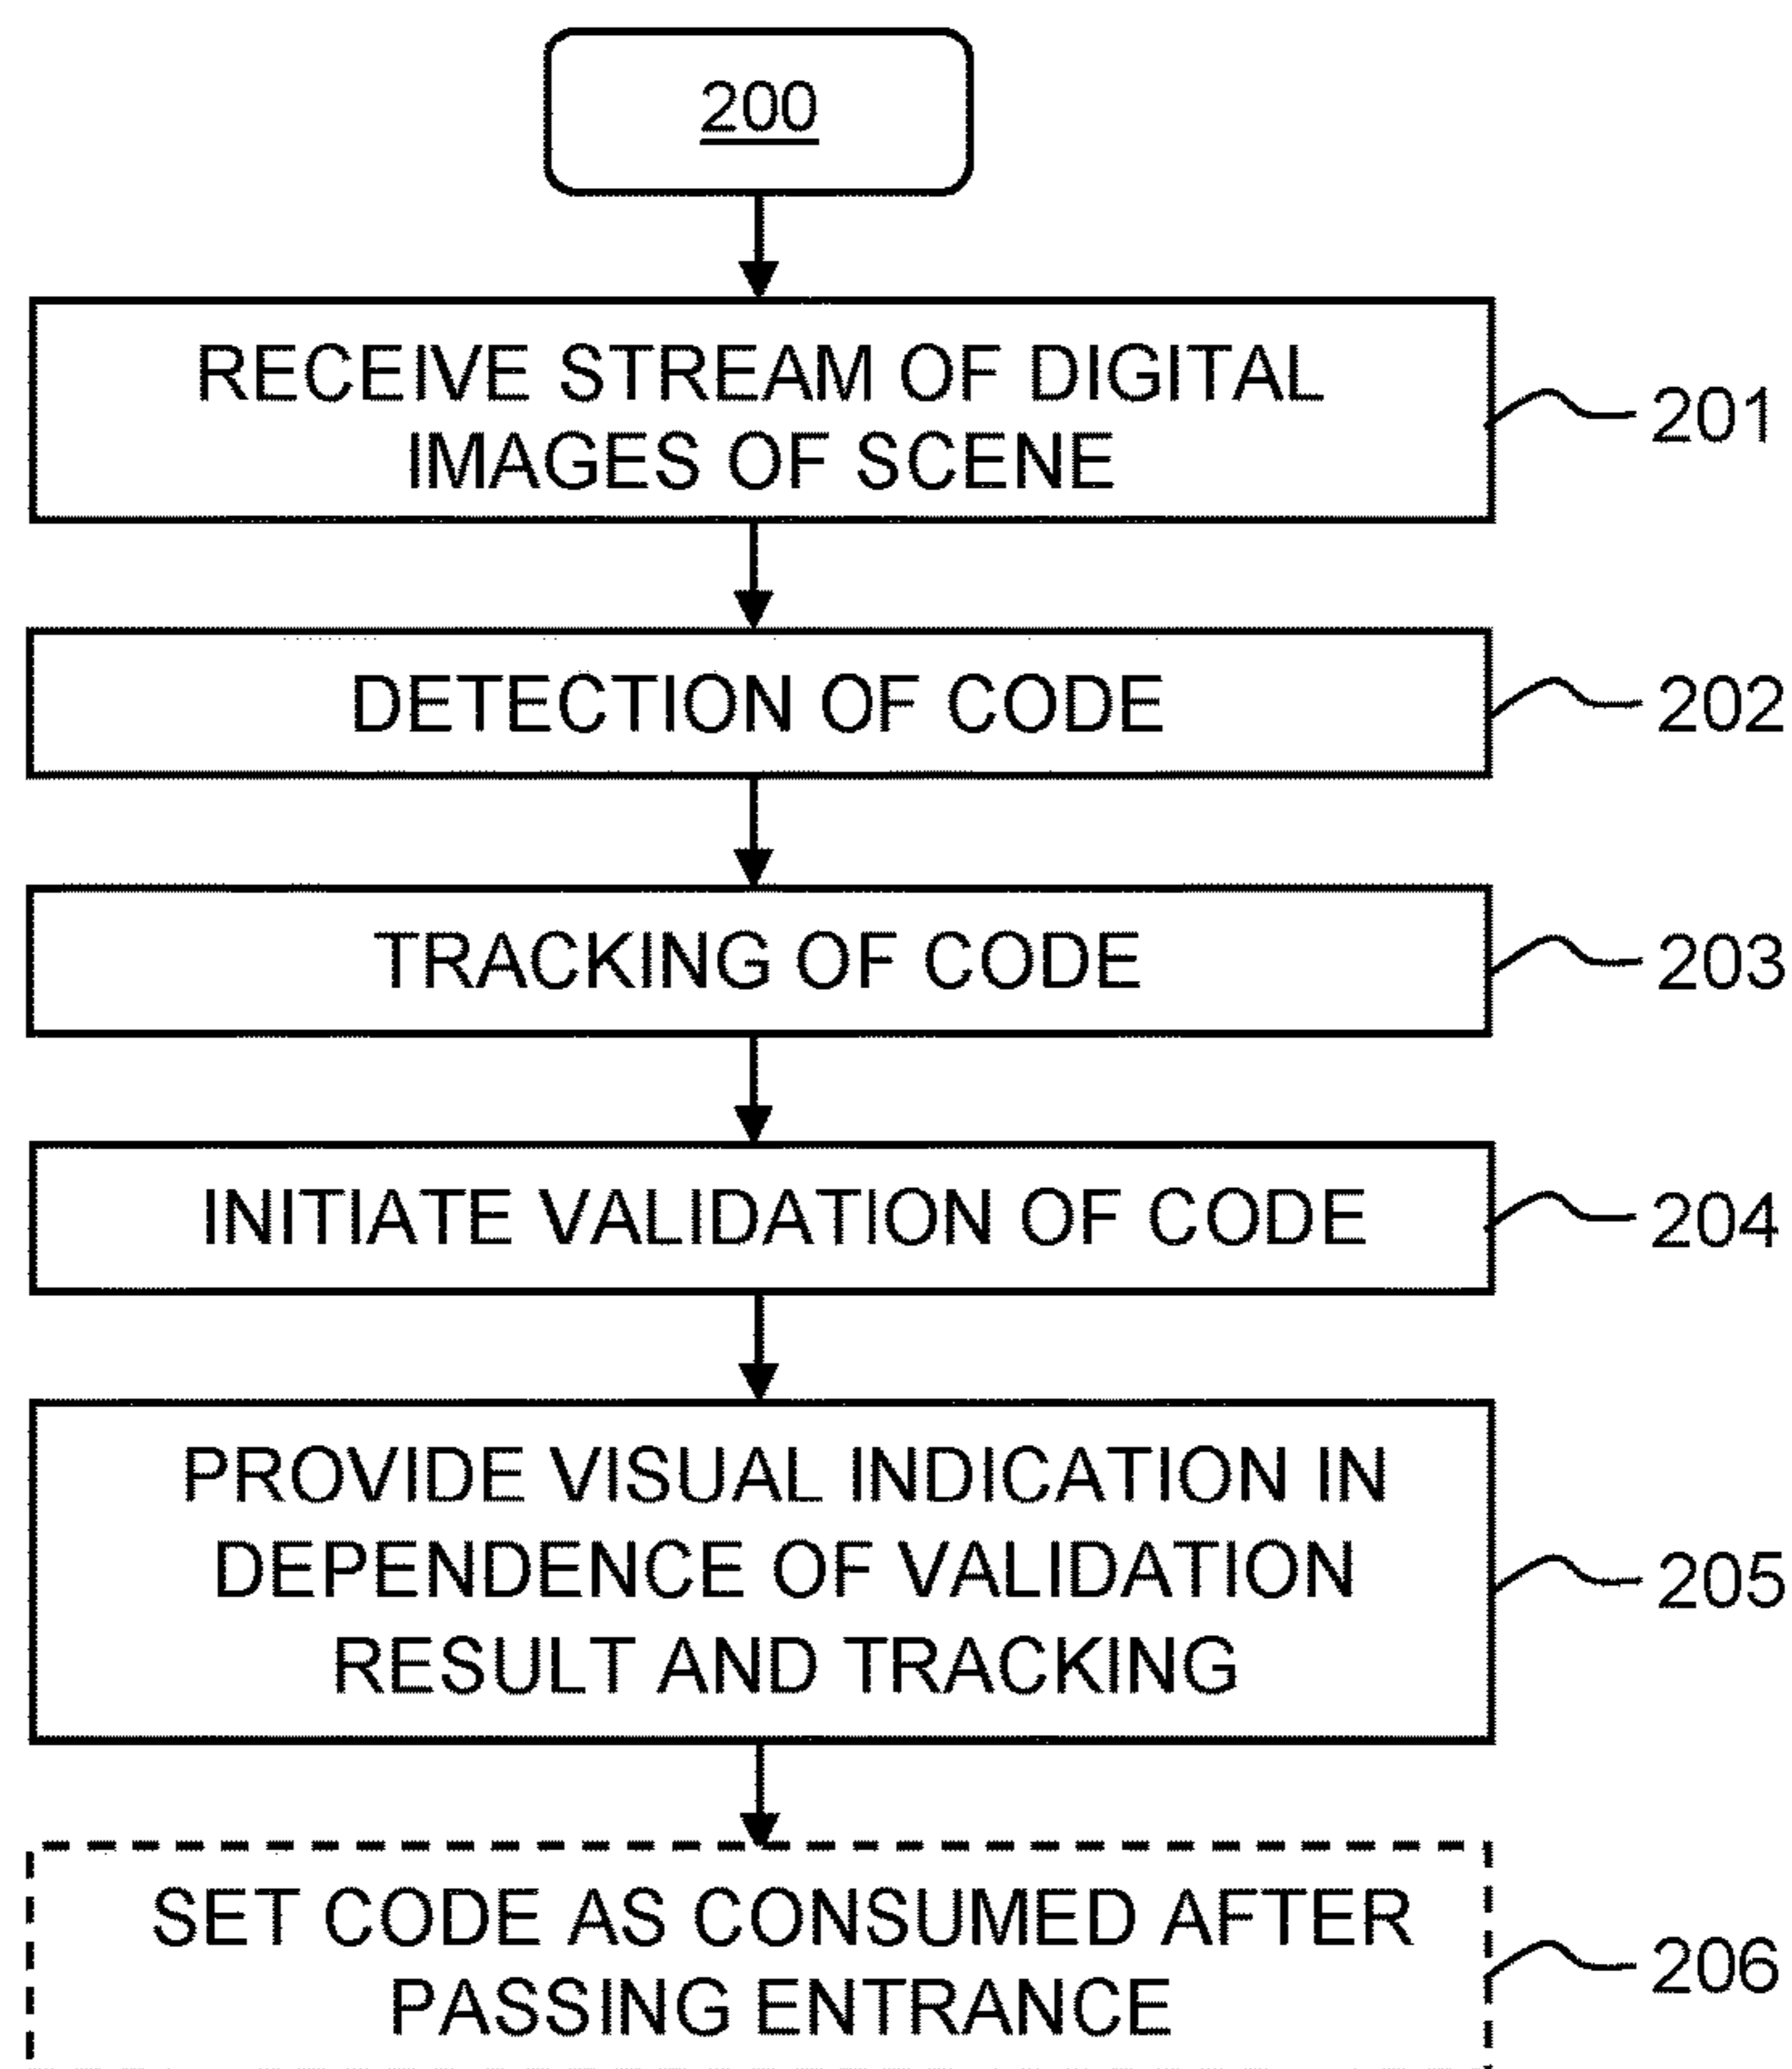 200
RECEIVE STREAM OF DIGITAL
IMAGES OF SCENE
201
DETECTION OF CODE
202
TRACKING OF CODE
203
INITIATE VALIDATION OF CODE
204
PROVIDE VISUAL INDICATION IN
DEPENDENCE OF VALIDATION
RESULT AND TRACKING
205
SET CODE AS CONSUMED AFTER
PASSING ENTRANCE
206